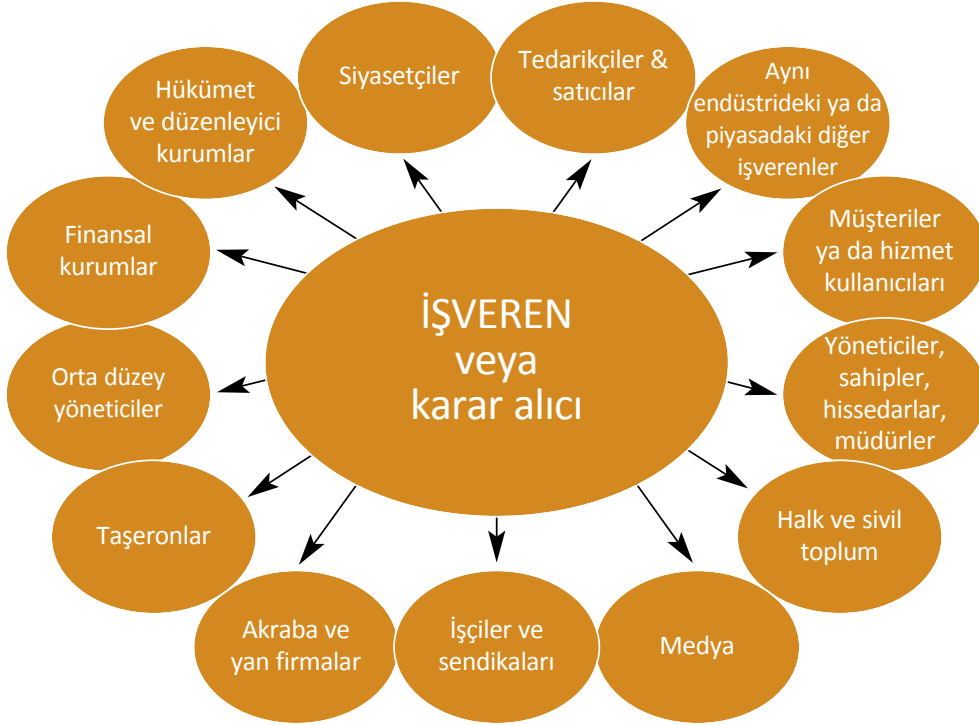 Siyasetçiler
Tedarikçiler &
satıcılar
Aynı
endüstrideki ya da
piyasadaki diğer
işverenler
Müşteriler
ya da hizmet
kullanıcıları
Yöneticiler,
sahipler,
hissedarlar,
müdürler
Halk ve sivil
toplum
Medya
İşçiler ve
sendikaları
Akraba ve
yan firmalar
Taşeronlar
Orta düzey
yöneticiler
Finansal
kurumlar
Hükümet
ve düzenleyici
kurumlar
İŞVEREN
veya
karar alıcı